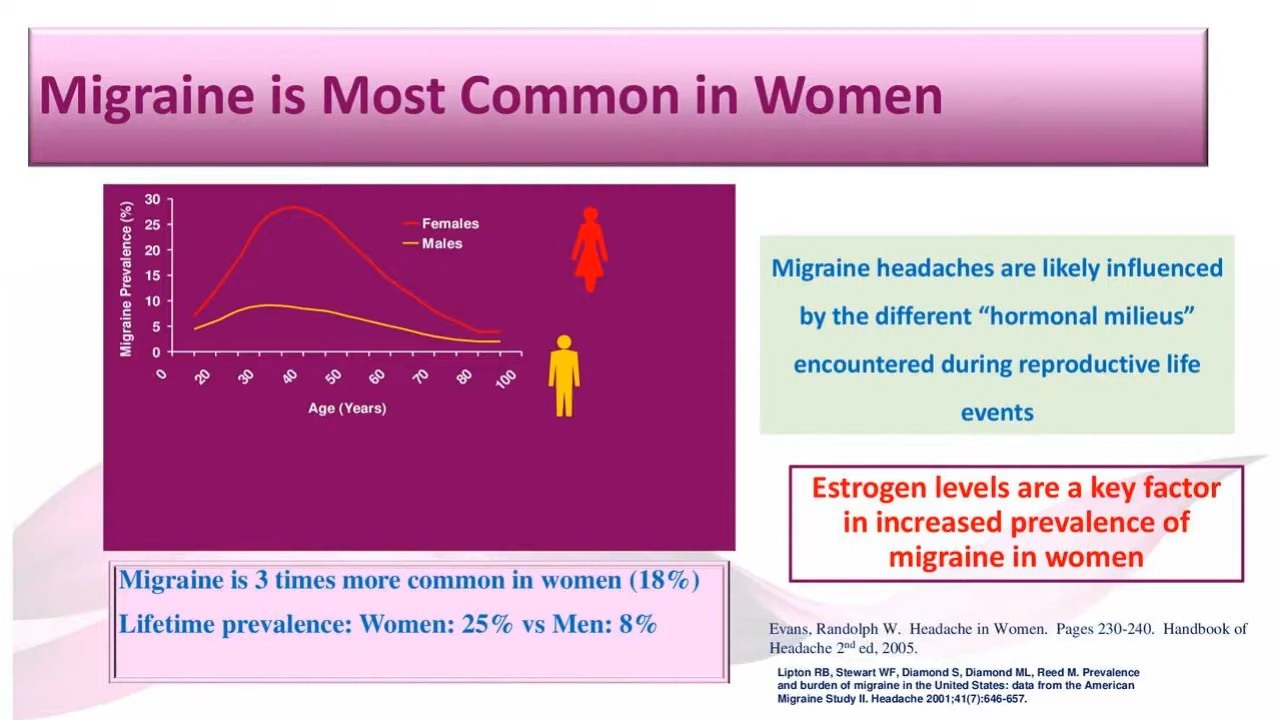 Migraine is Most Common in Women
Migraine Prevalence (%)
30
25
20
15
10
5
0
Females
Males
0 20 30 40 50 60 70 80 100
Age (Years)
Migraine headaches are likely influenced
by the different “hormonal milieus”
encountered during reproductive life
events
Estrogen levels are a key factor
in increased prevalence of
migraine in women
Migraine is 3 times more common in women (18%)
Lifetime prevalence: Women: 25% vs Men: 8%
Evans, Randolph W. Headache in Women. Pages 230-240. Handbook of
Headache 2nd ed, 2005.
Lipton RB, Stewart WF, Diamond S, Diamond ML, Reed M. Prevalence
and burden of migraine in the United States: data from the American
Migraine Study II. Headache 2001;41(7):646-657.